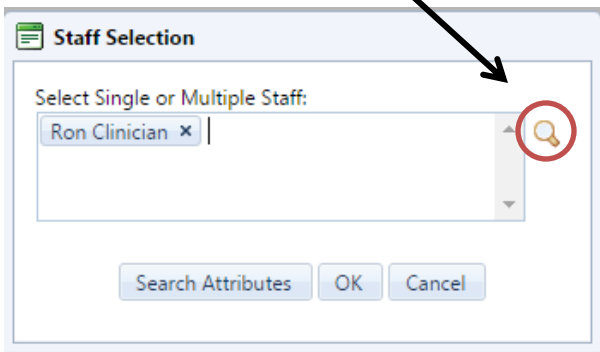 Staff Selection
Select Single or Multiple Staff:
Ron Clinician ×
Search Attributes OK Cancel